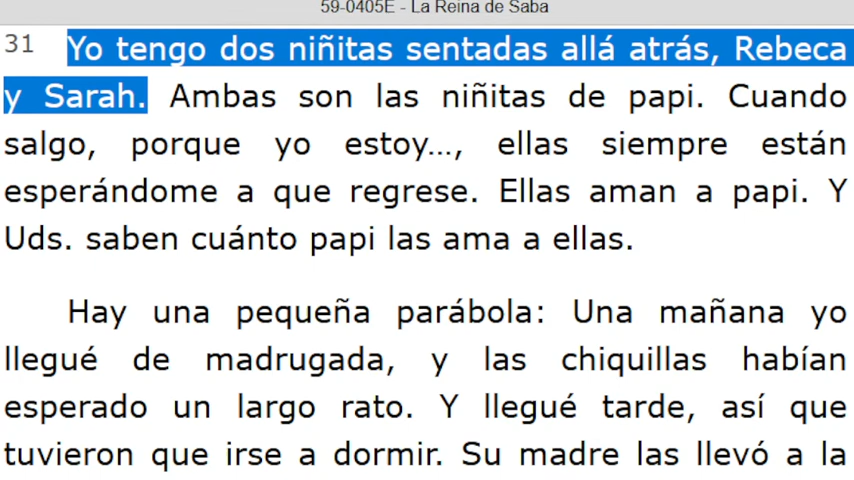 59-0405E - La Reina de Saba
31 Yo tengo dos niñitas sentadas allá atrás, Rebeca
y Sarah. Ambas son las niñitas de papi. Cuando
salgo, porque yo estoy..., ellas siempre están
esperándome a que regrese. Ellas aman a papi. Y
Uds. saben cuánto papi las ama a ellas.
Hay una pequeña parábola: Una mañana yo
llegué de madrugada, y las chiquillas habían
esperado un largo rato. Y llegué tarde, así que
tuvieron que irse a dormir. Su madre las llevó a la